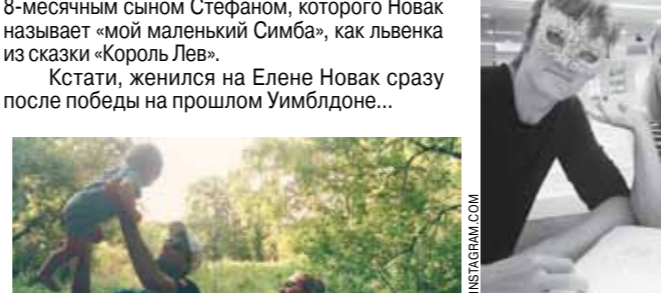 8-месячным сыном Стефаном, которого Новак
называет «мой маленький Симба», как львенка
из сказки «Король Лев».
Кстати, женился на Елене Новак сразу
после победы на прошлом Уимблдоне...
INSTAGRAM.COM